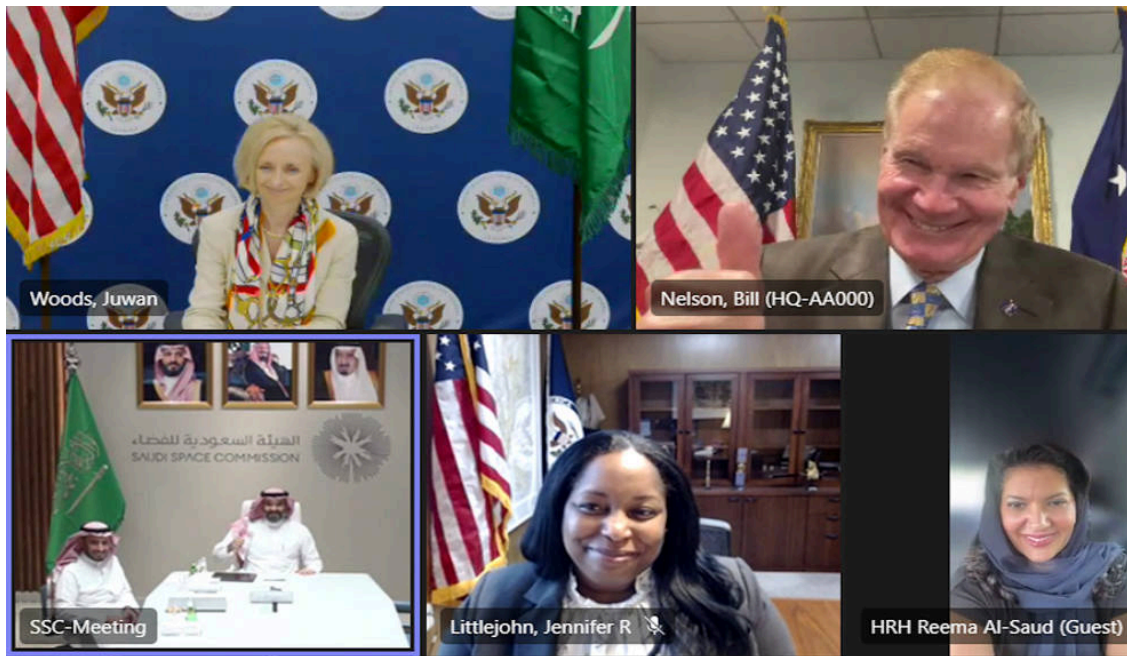 Woods, Juwan
Nelson, Bill (HQ-AA000)
الهيئة السعودية للفضاء
SAUDI SPACE COMMISSION
SSC-Meeting
Littlejohn, Jennifer R
HRH Reema Al-Saud (Guest)